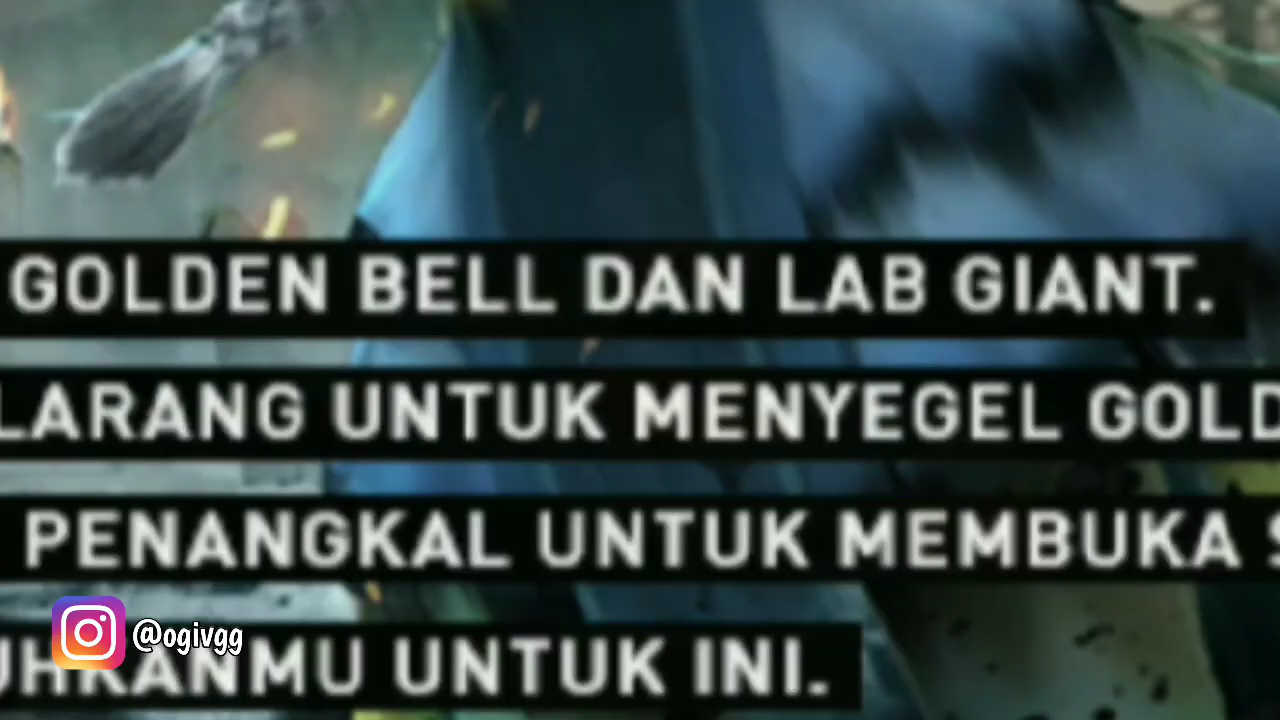 GOLDEN BELL DAN LAB GIANT.
LARANG UNTUK MENYEGEL GOLD
PENANGKAL UNTUK MEMBUKA S
UHKANMU UNTUK INI.
@ogivgg